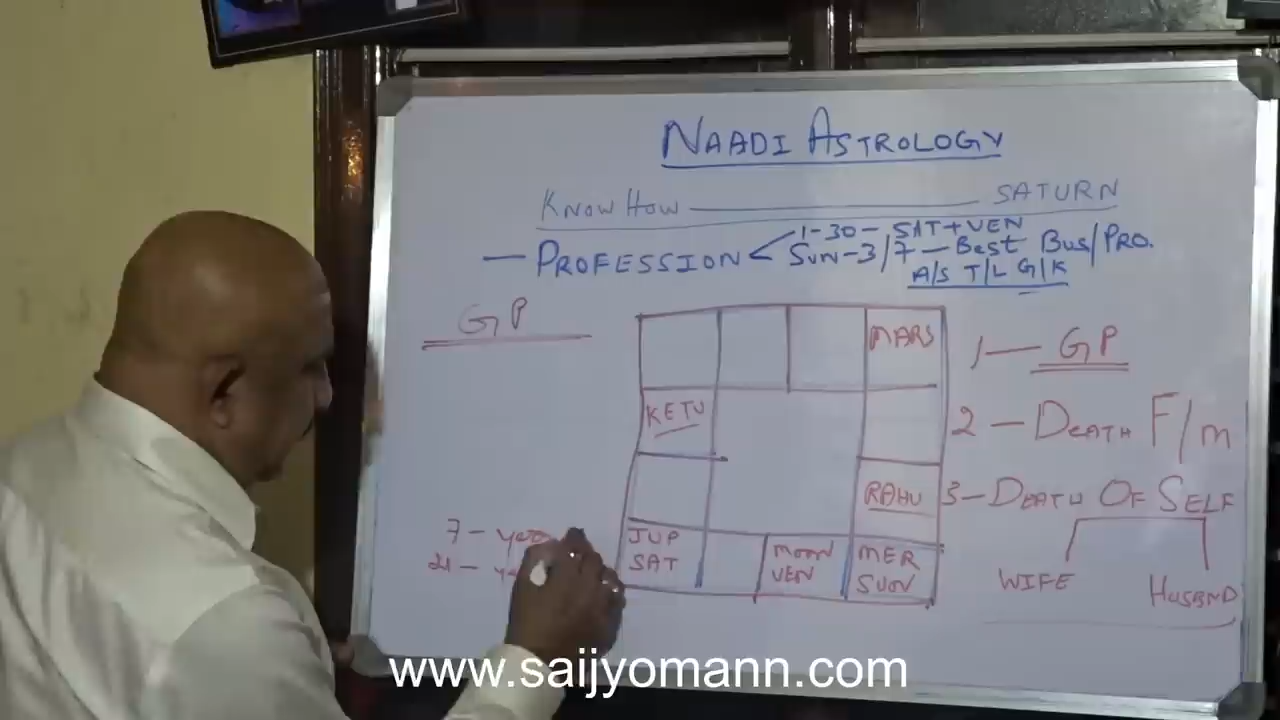 NAADI ASTROLOGY
KNOW HOW SATURN
— PROFESSION < 1-30 - SAT+VEN
SUN-3/7 - Best Bus/PRO.
A/S T/L G/K
GP
MARS
KETU
RAHU
JUP
SAT
MOON
VEN
MER
SUN
1 — GP
2 — DEATH F/m
3 - DEATH OF SELF
WIFE
HUSBND
7 -
www.saijyomann.com